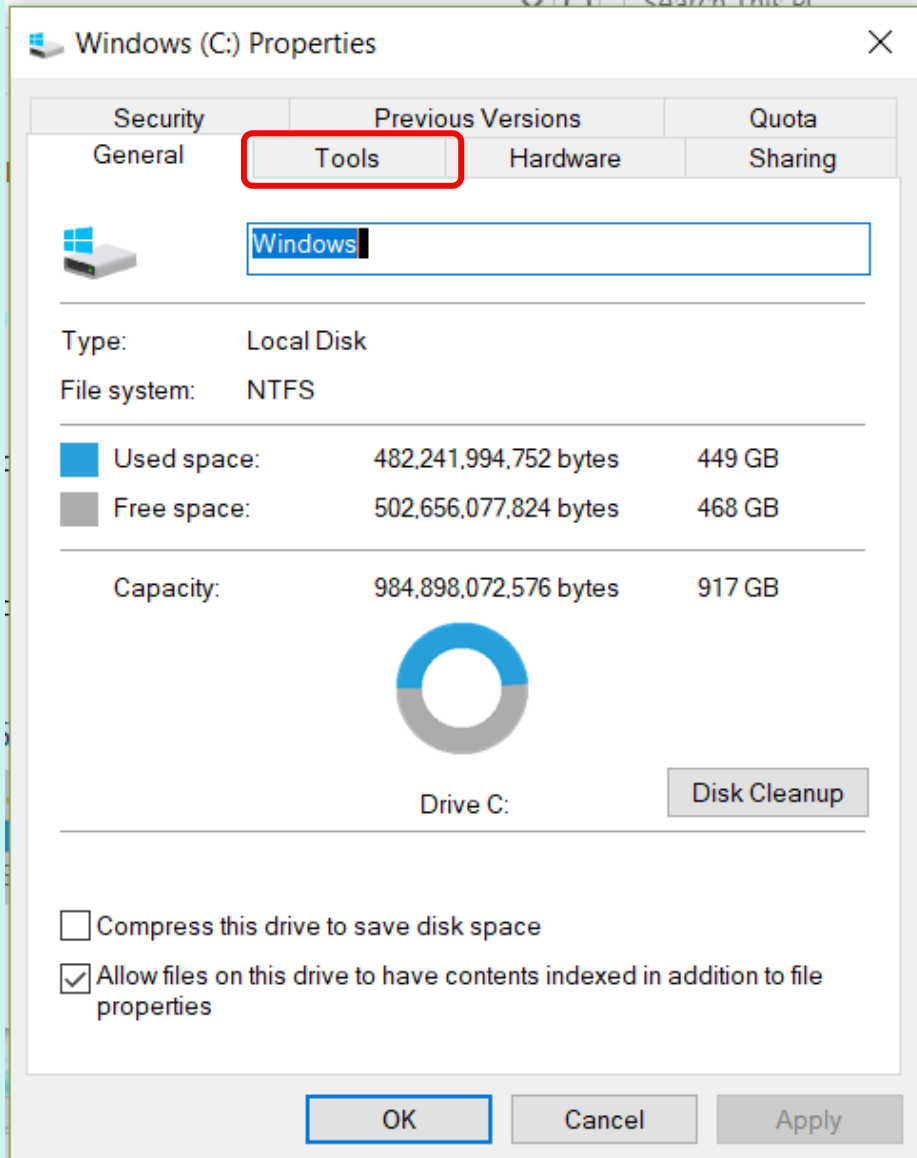 Search This PC
Windows (C:) Properties
Security Previous Versions Quota
General Tools Hardware Sharing
Windows
Type: Local Disk
File system: NTFS
Used space: 482,241,994,752 bytes 449 GB
Free space: 502,656,077,824 bytes 468 GB
Capacity: 984,898,072,576 bytes 917 GB
Drive C:
Disk Cleanup
Compress this drive to save disk space
Allow files on this drive to have contents indexed in addition to file
properties
OK Cancel Apply